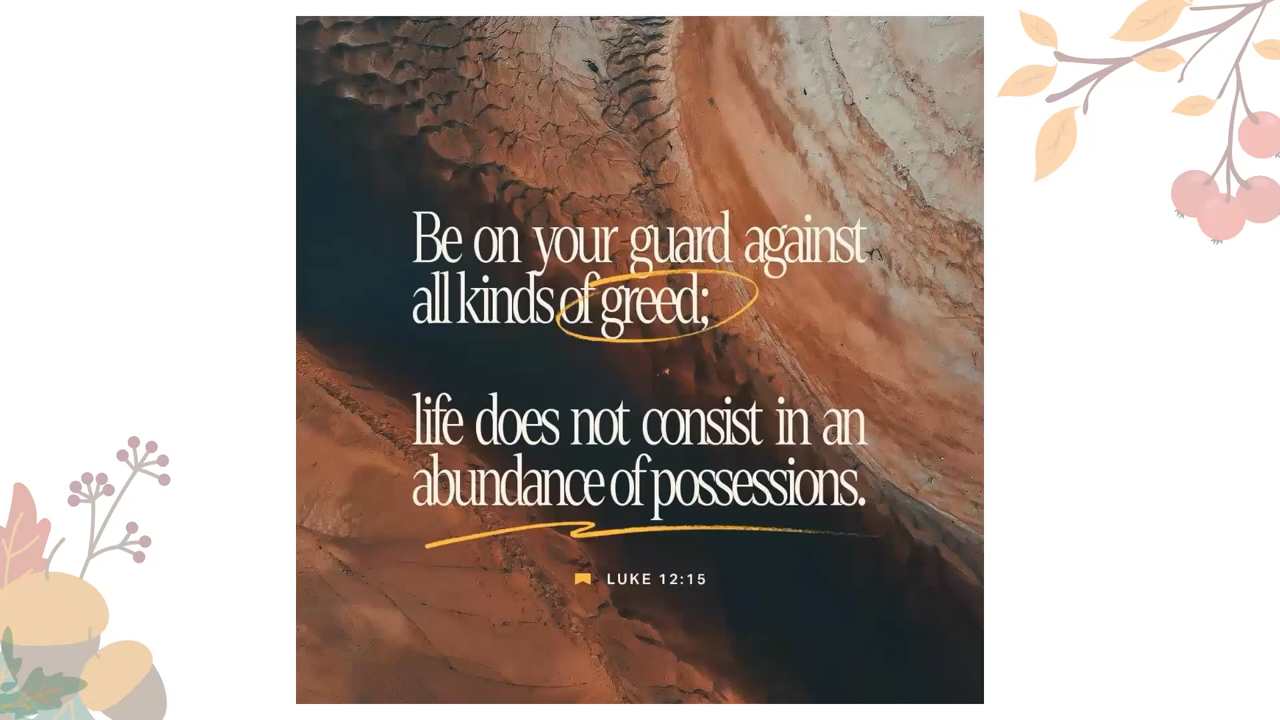 Be on your guard against
all kinds of greed;
life does not consist in an
abundance of possessions.
LUKE 12:15